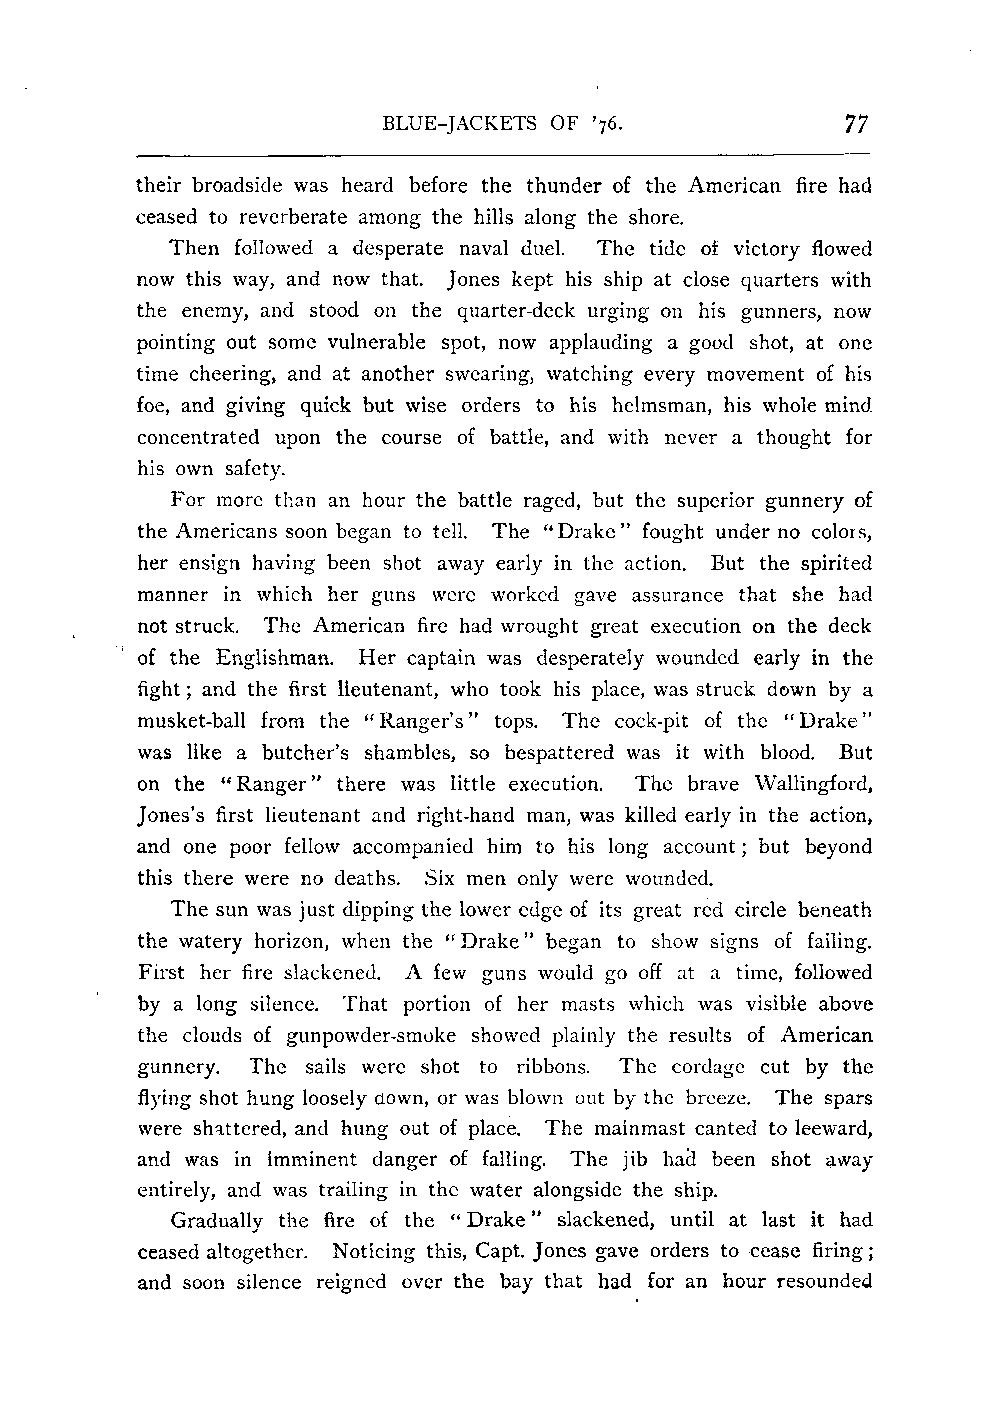 BLUE-JACKETS OF '76. 77
their broadside was heard before the thunder of the American fire had
ceased to reverberate among the hills along the shore.
Then followed a desperate naval duel. The tide of victory flowed
now this way, and now that. Jones kept his ship at close quarters with
the enemy, and stood on the quarter-deck urging on his gunners, now
pointing out some vulnerable spot, now applauding a good shot, at one
time cheering, and at another swearing, watching every movement of his
foe, and giving quick but wise orders to his helmsman, his whole mind
concentrated upon the course of battle, and with never a thought for
his own safety.
For more than an hour the battle raged, but the superior gunnery of
the Americans soon began to tell. The "Drake" fought under no colors,
her ensign having been shot away early in the action. But the spirited
manner in which her guns were worked gave assurance that she had
not struck. The American fire had wrought great execution on the deck
of the Englishman. Her captain was desperately wounded early in the
fight; and the first lieutenant, who took his place, was struck down by a
musket-ball from the "Ranger's" tops. The cock-pit of the "Drake"
was like a butcher's shambles, so bespattered was it with blood. But
on the "Ranger" there was little execution. The brave Wallingford,
Jones's first lieutenant and right-hand man, was killed early in the action,
and one poor fellow accompanied him to his long account; but beyond
this there were no deaths. Six men only were wounded.
The sun was just dipping the lower edge of its great red circle beneath
the watery horizon, when the "Drake" began to show signs of failing.
First her fire slackened. A few guns would go off at a time, followed
by a long silence. That portion of her masts which was visible above
the clouds of gunpowder-smoke showed plainly the results of American
gunnery. The sails were shot to ribbons. The cordage cut by the
flying shot hung loosely down, or was blown out by the breeze. The spars
were shattered, and hung out of place. The mainmast canted to leeward,
and was in imminent danger of falling. The jib had been shot away
entirely, and was trailing in the water alongside the ship.
Gradually the fire of the "Drake" slackened, until at last it had
ceased altogether. Noticing this, Capt. Jones gave orders to cease firing;
and soon silence reigned over the bay that had for an hour resounded